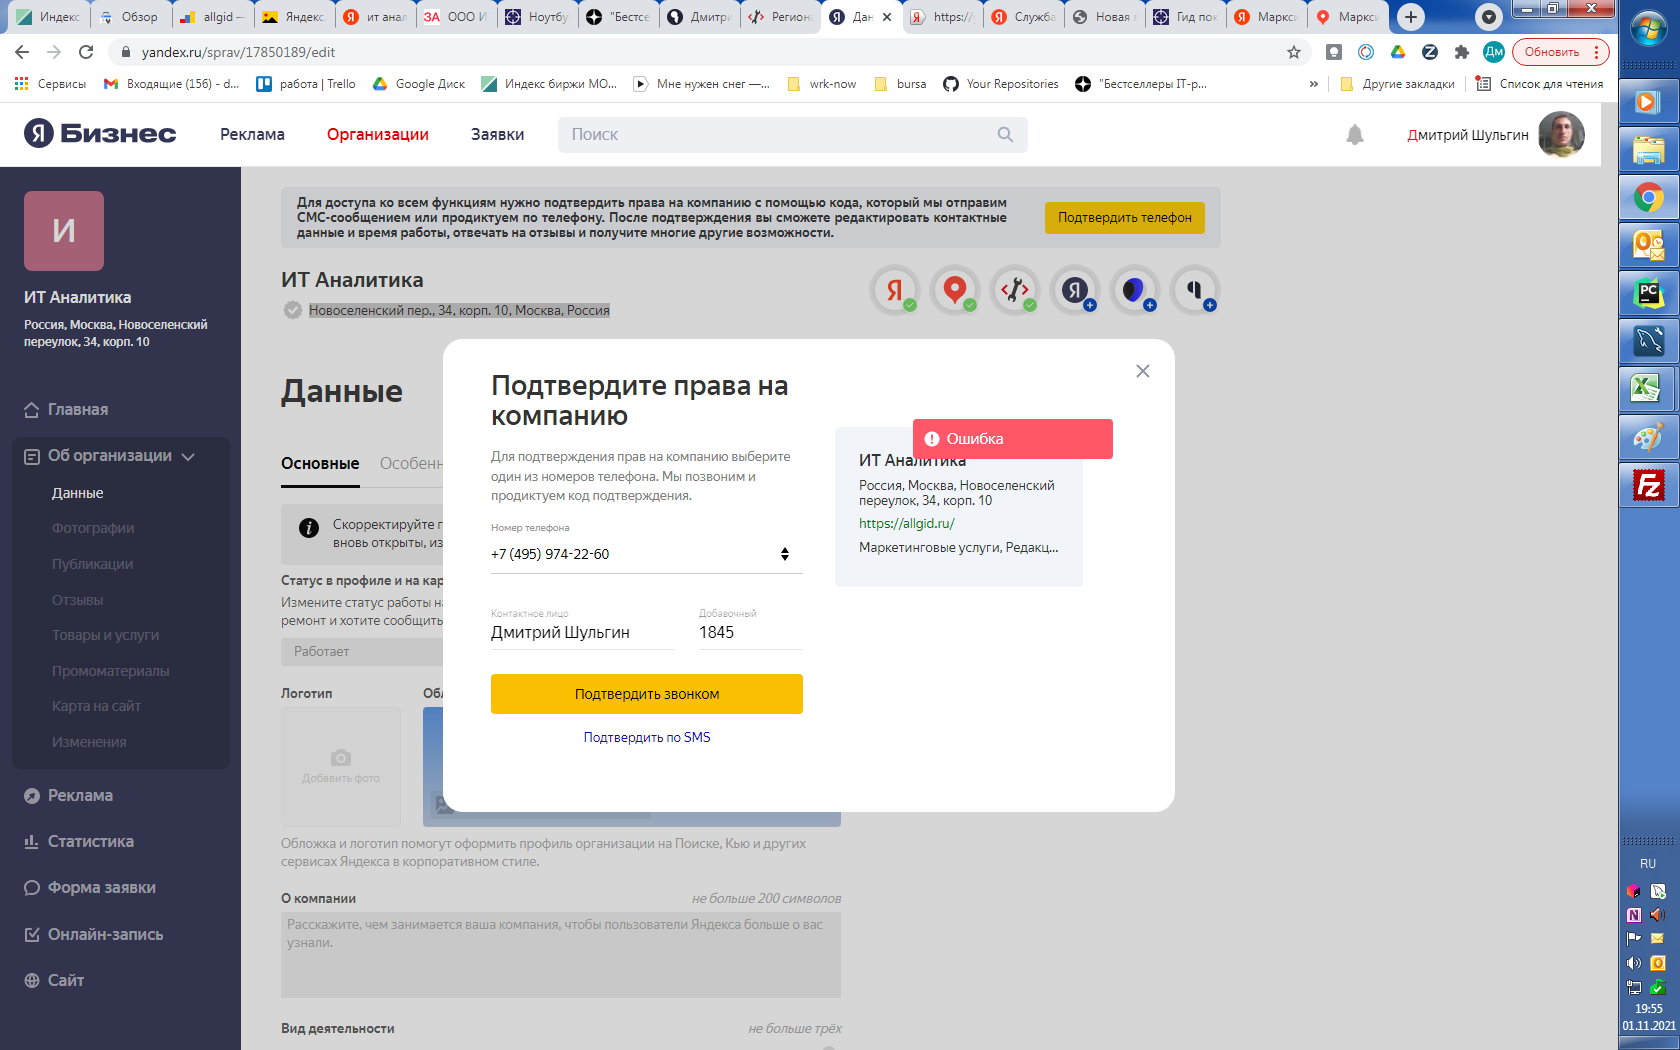 Индекс
Обзор
allgid —
Яндекс
ит анал
ООО И
Ноутбу
"Бестсе
Дмитри
Регион
Дан
https://
Служба
Новая в
Гид пок
Маркси
Маркси
yandex.ru/sprav/17850189/edit
Дм
Обновить
Сервисы
Входящие (156) - d...
работа | Trello
Google Диск
Индекс биржи МО...
Мне нужен снег —...
wrk-now
bursa
Your Repositories
"Бестселлеры IT-р...
»
Другие закладки
Список для чтения
Я Бизнес
Реклама
Организации
Заявки
Поиск
Дмитрий Шульгин
И
ИТ Аналитика
Россия, Москва, Новоселенский
переулок, 34, корп. 10
Главная
Об организации
Данные
Фотографии
Публикации
Отзывы
Товары и услуги
Промоматериалы
Карта на сайт
Изменения
Реклама
Статистика
Форма заявки
Онлайн-запись
Сайт
Для доступа ко всем функциям нужно подтвердить права на компанию с помощью кода, который мы отправим
СМС-сообщением или продиктуем по телефону. После подтверждения вы сможете редактировать контактные
данные и время работы, отвечать на отзывы и получите многие другие возможности.
Подтвердить телефон
ИТ Аналитика
Новоселенский пер., 34, корп. 10, Москва, Россия
Данные
Основные
Особенн
Скорректируйте г
вновь открыты, из
Статус в профиле и на кар
Измените статус работы на
ремонт и хотите сообщить
Работает
Логотип
Обл
Добавить фото
Обложка и логотип помогут оформить профиль организации на Поиске, Кью и других
сервисах Яндекса в корпоративном стиле.
О компании
не больше 200 символов
Расскажите, чем занимается ваша компания, чтобы пользователи Яндекса больше о вас
узнали.
Вид деятельности
не больше трёх
Подтвердите права на
компанию
Для подтверждения прав на компанию выберите
один из номеров телефона. Мы позвоним и
продиктуем код подтверждения.
Номер телефона
+7 (495) 974-22-60
Контактное лицо
Дмитрий Шульгин
Добавочный
1845
Подтвердить звонком
Подтвердить по SMS
Ошибка
ИТ Аналитика
Россия, Москва, Новоселенский
переулок, 34, корп. 10
https://allgid.ru/
Маркетинговые услуги, Редакц...
PC
RU
19:55
01.11.2021